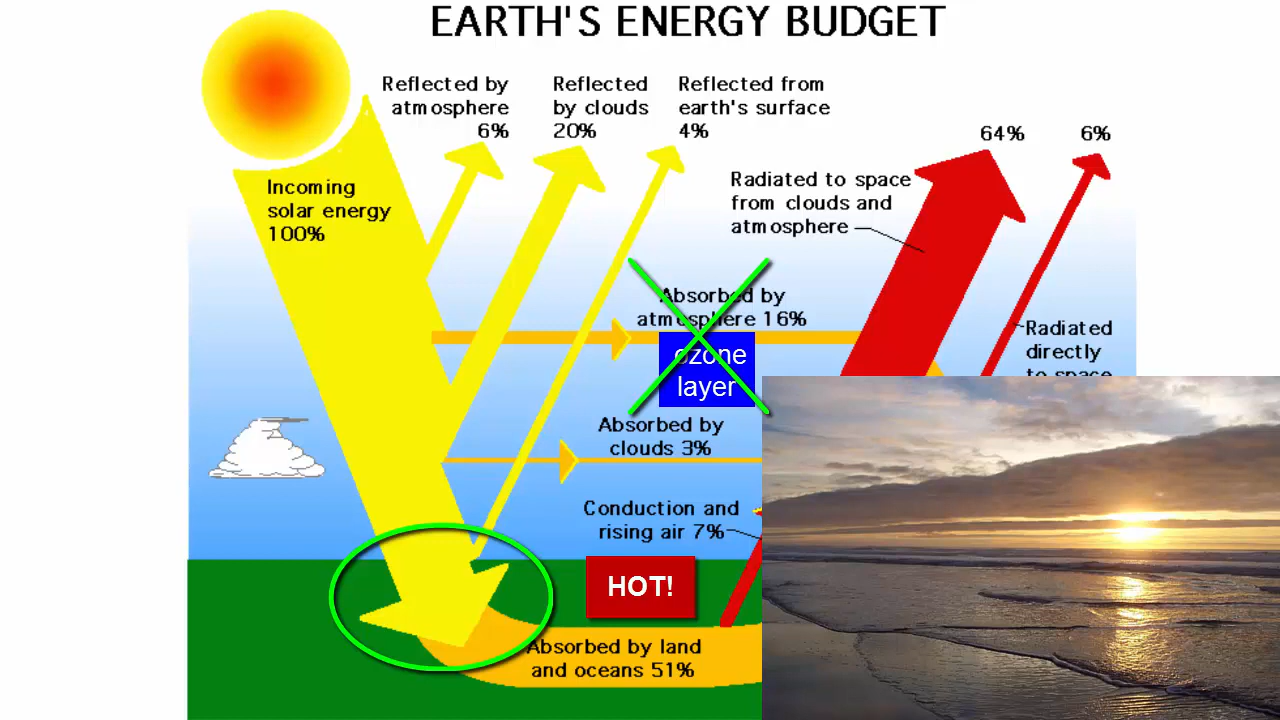 EARTH'S ENERGY BUDGET
Reflected by
atmosphere
6%
Reflected
by clouds
20%
Reflected from
earth's surface
4%
64%
6%
Incoming
solar energy
100%
Radiated to space
from clouds and
atmosphere
Absorbed by
atmosphere 16%
ozone
layer
Radiated
directly
to space
Absorbed by
clouds 3%
Conduction and
rising air 7%
HOT!
Absorbed by land
and oceans 51%